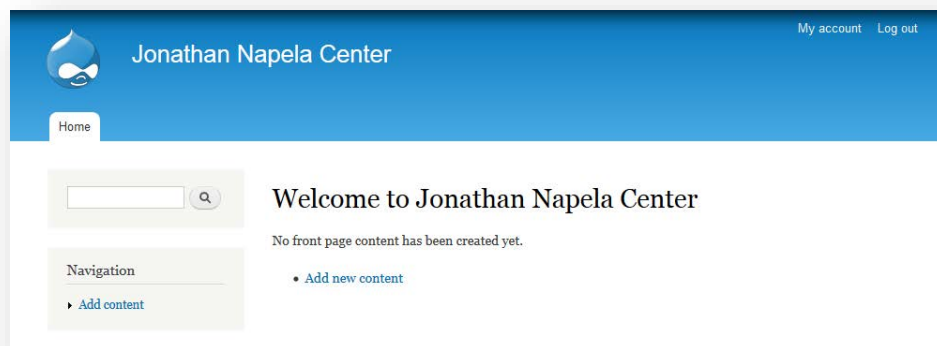 My account Log out
Jonathan Napela Center
Home
Welcome to Jonathan Napela Center
No front page content has been created yet.
Navigation
Add new content
Add content